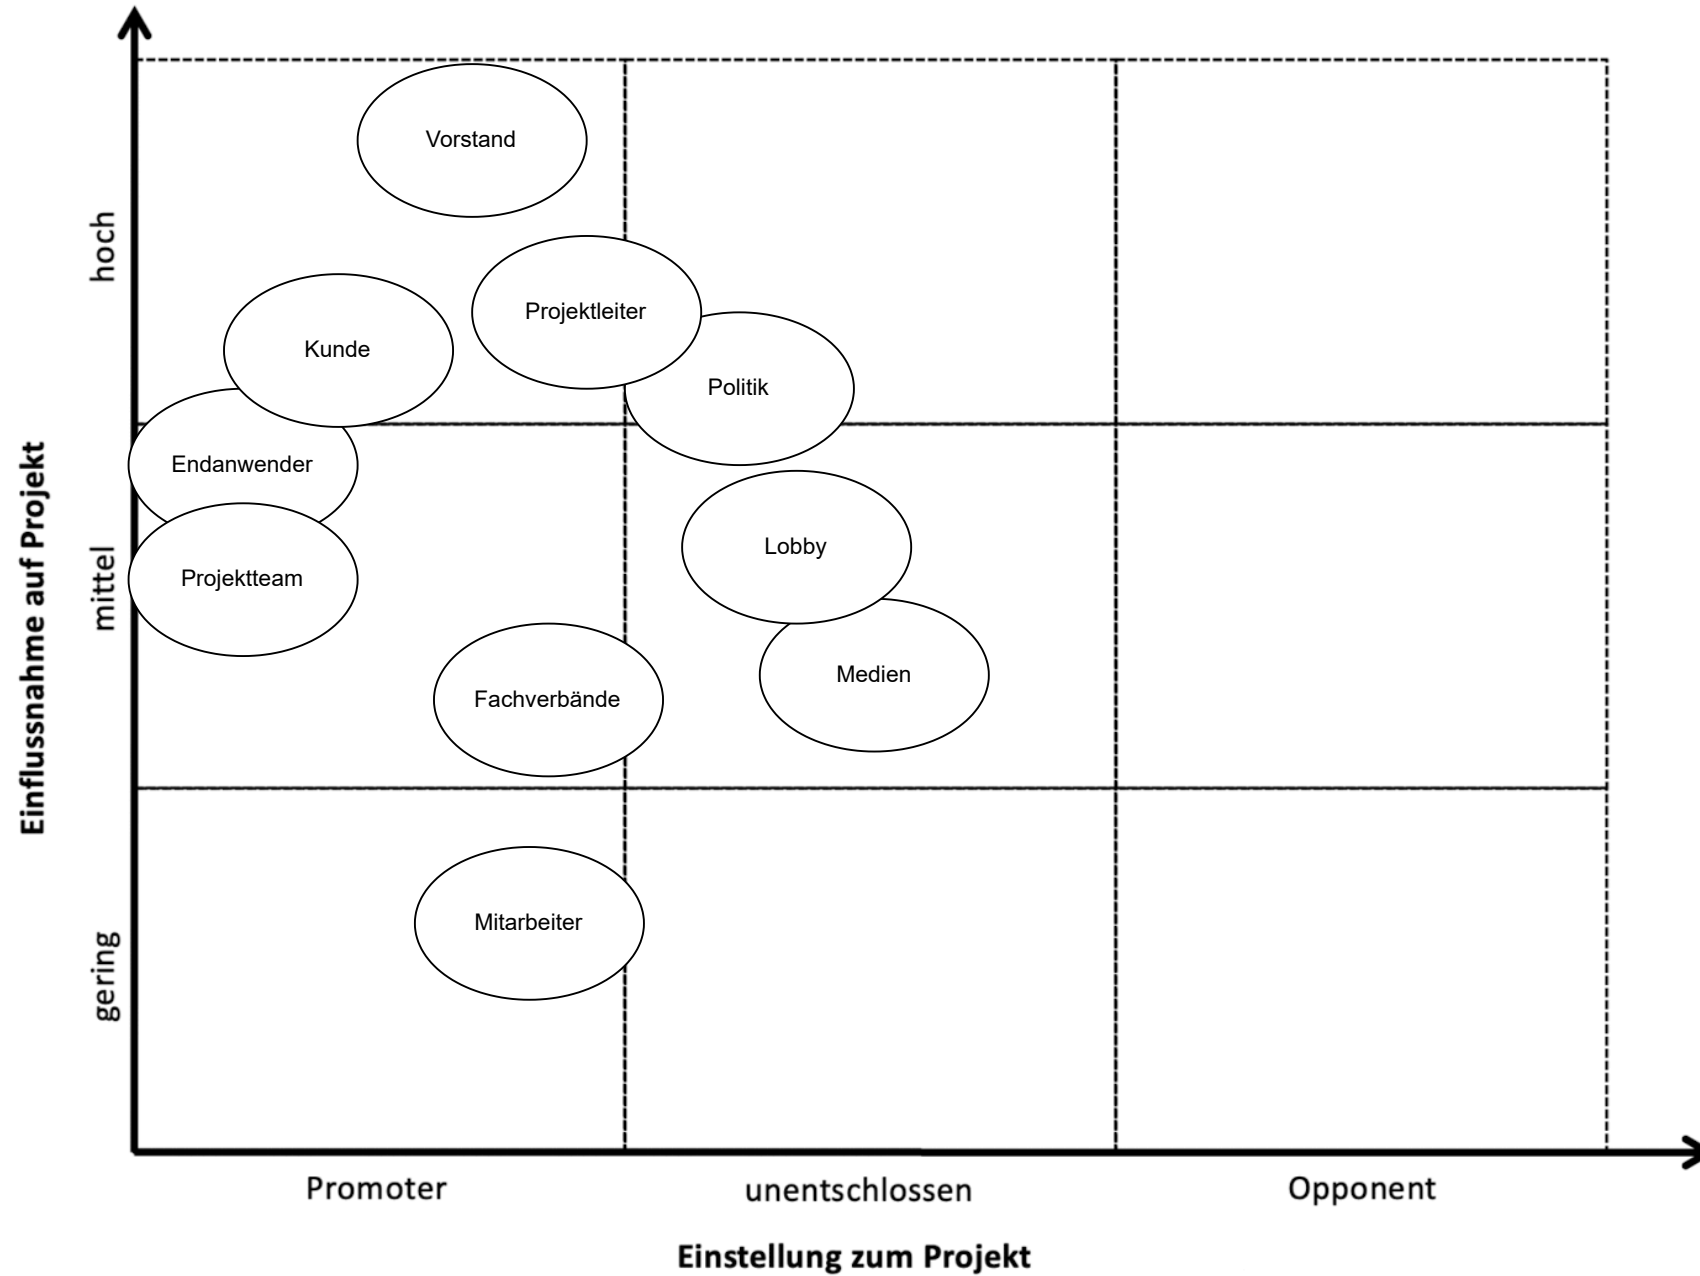 Vorstand
hoch
Projektleiter
Kunde
Politik
Einflussnahme auf Projekt
Endanwender
Lobby
mittel
Projektteam
Medien
Fachverbände
Mitarbeiter
gering
Promoter
unentschlossen
Opponent
Einstellung zum Projekt